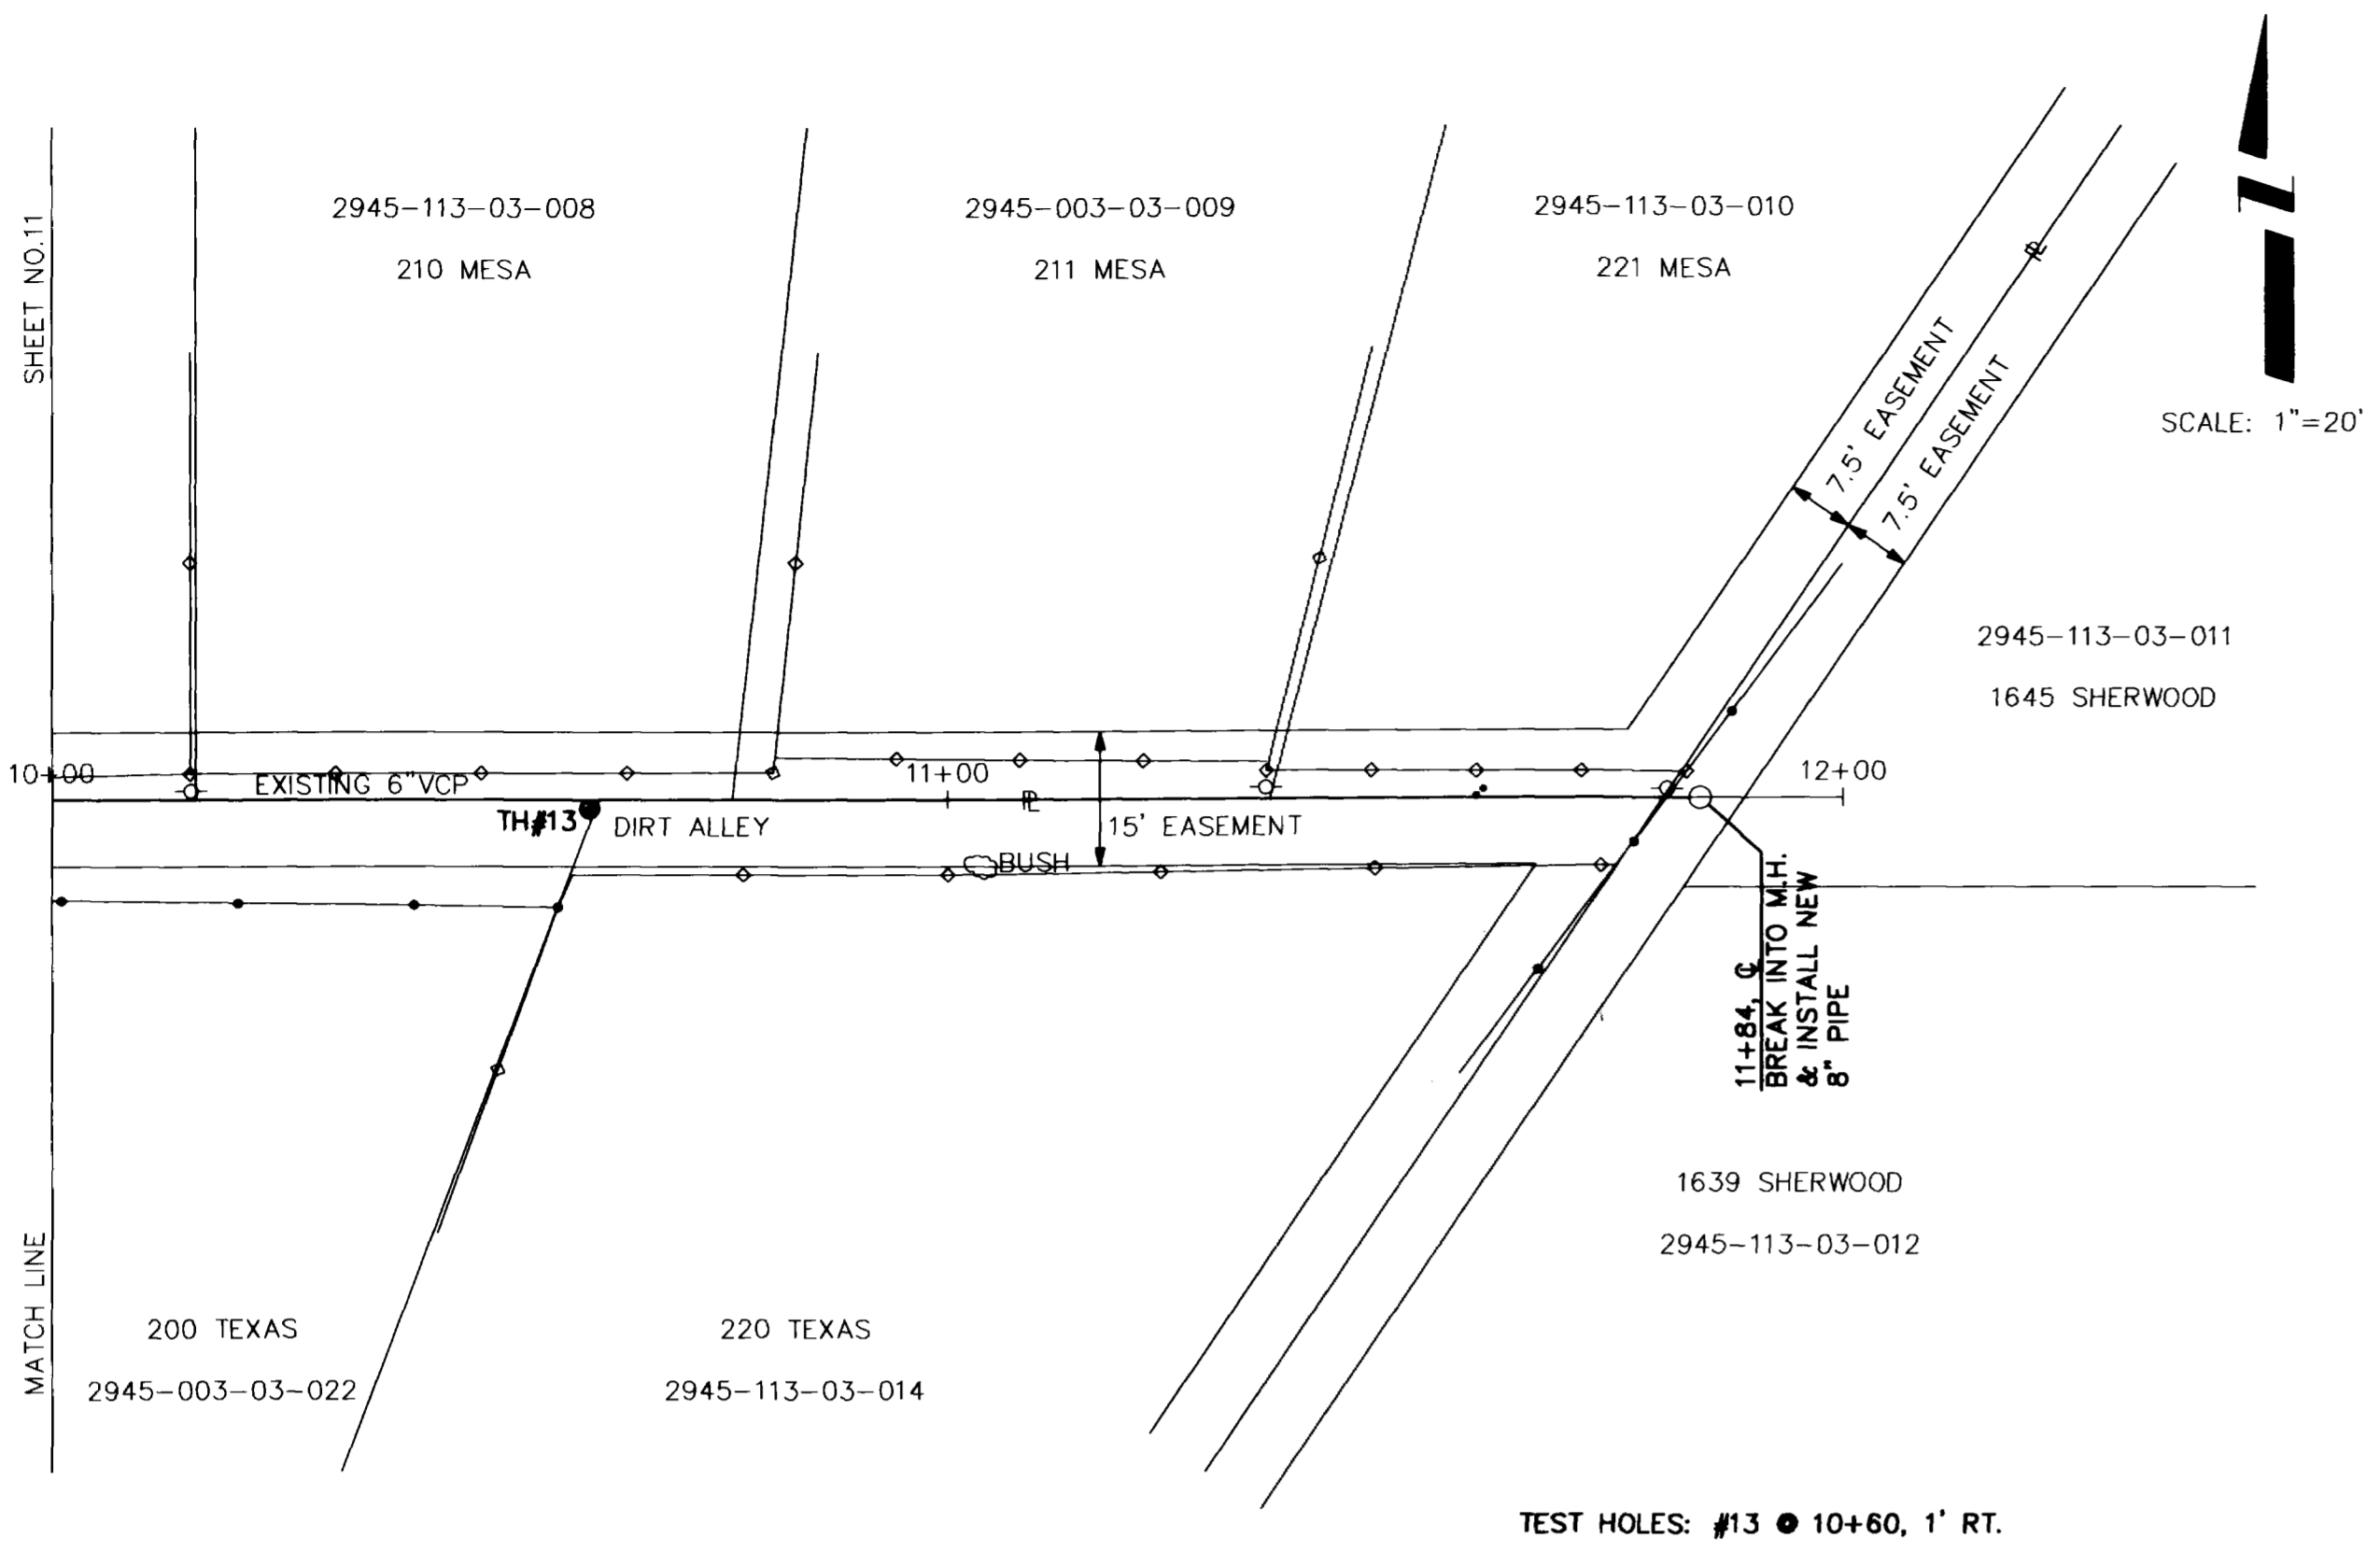 SHEET NO.11
2945-113-03-008
210 MESA
2945-003-03-009
211 MESA
2945-113-03-010
221 MESA
7.5' EASEMENT
7.5' EASEMENT
PL
SCALE: 1"=20'
2945-113-03-011
1645 SHERWOOD
10+00
EXISTING 6"VCP
11+00
12+00
PL
TH#13
DIRT ALLEY
15' EASEMENT
BUSH
11+84, CL
BREAK INTO M.H.
& INSTALL NEW
8" PIPE
1639 SHERWOOD
2945-113-03-012
MATCH LINE
200 TEXAS
2945-003-03-022
220 TEXAS
2945-113-03-014
TEST HOLES: #13 @ 10+60, 1' RT.